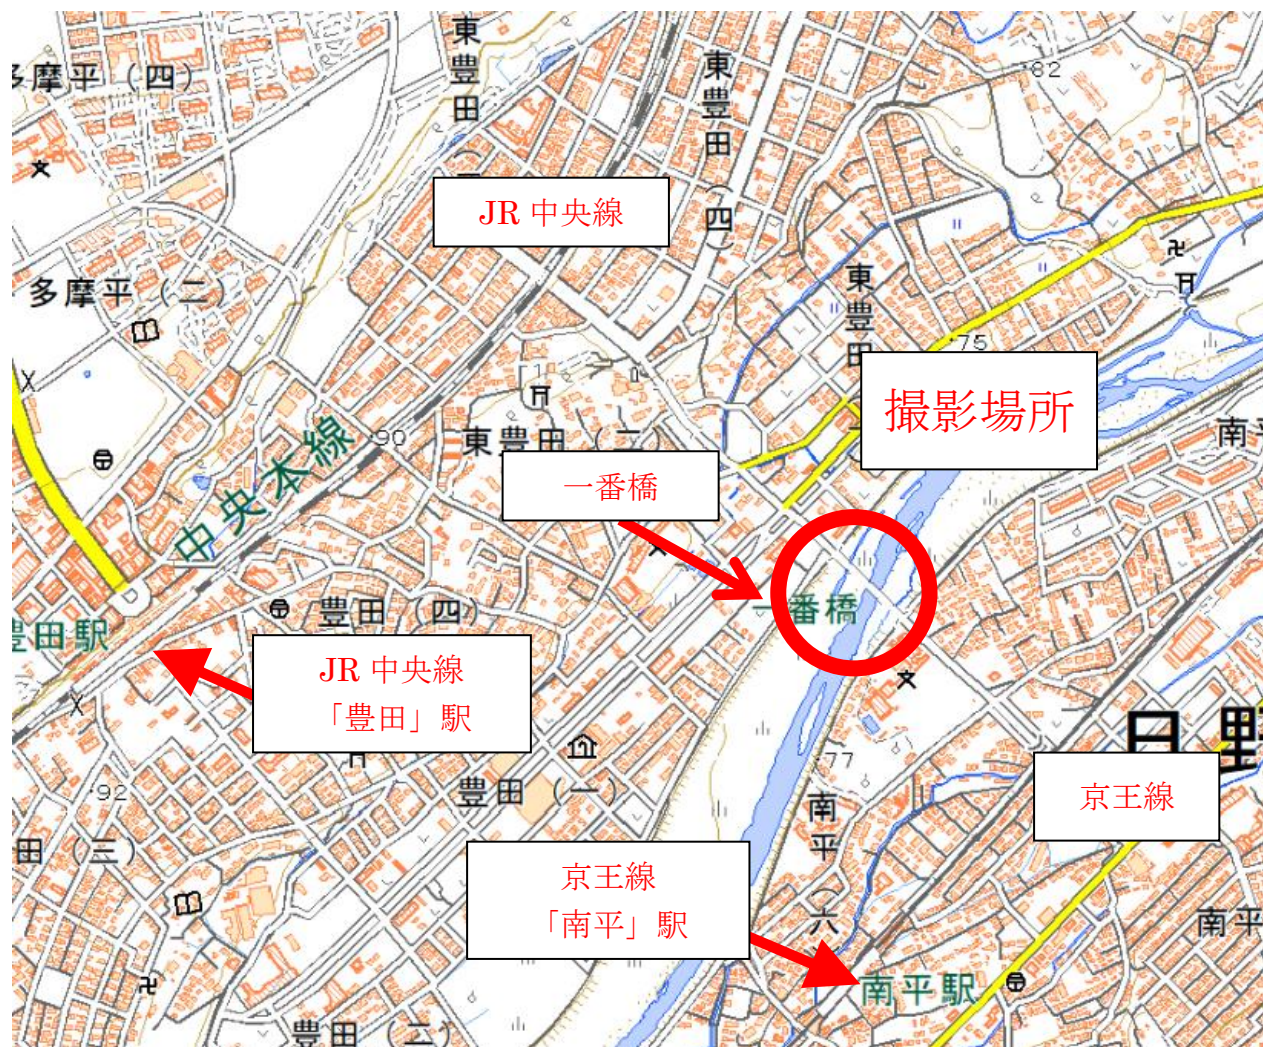 東豊田
多摩平(四)
82
東豊田(四)
JR 中央線
多摩平(二)
東豊田
75
撮影場所
中央本線
90
東豊田(二)
南平
一番橋
一番橋
豊田(四)
豊田駅
JR 中央線
「豊田」駅
日野
77
92
豊田(一)
南平(六)
京王線
田(三)
京王線
「南平」駅
南平
南平駅
豊田(二)